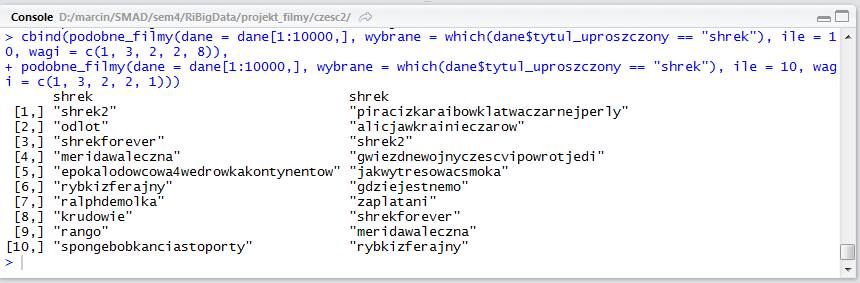 Console D:/marcin/SMAD/sem4/RiBigData/projekt_filmy/czesc2/
> cbind(podobne_filmy(dane = dane[1:10000,], wybrane = which(dane$tytul_uproszczony == "shrek"), ile = 1
0, wagi = c(1, 3, 2, 2, 8)),
+ podobne_filmy(dane = dane[1:10000,], wybrane = which(dane$tytul_uproszczony == "shrek"), ile = 10, wag
i = c(1, 3, 2, 2, 1)))
shrek shrek
[1,] "shrek2" "piracizkaraibowklatwaczarnejperly"
[2,] "odlot" "alicjawkrainieczarow"
[3,] "shrekforever" "shrek2"
[4,] "meridawaleczna" "gwiezdnewojnyczescvipowrotjedi"
[5,] "epokalodowcowa4wedrowkakontynentow" "jakwytresowacsmoka"
[6,] "rybkizferajny" "gdziejestnemo"
[7,] "ralphdemolka" "zaplatani"
[8,] "krudowie" "shrekforever"
[9,] "rango" "meridawaleczna"
[10,] "spongebobkanciastoporty" "rybkizferajny"
>